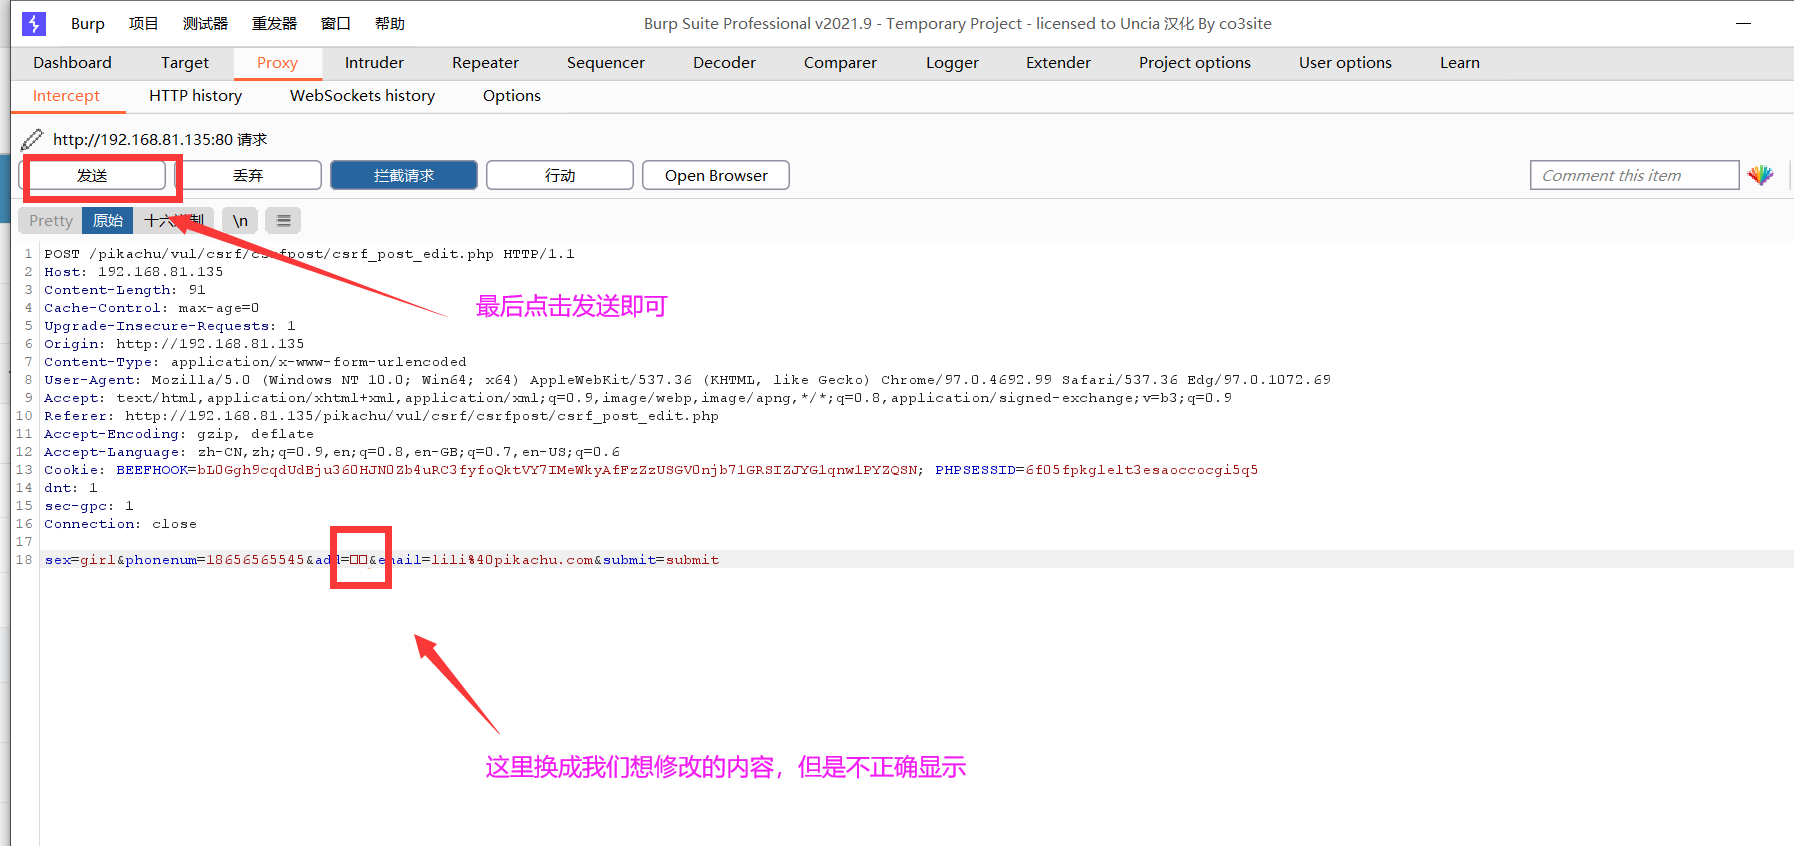 Burp 项目 测试器 重发器 窗口 帮助 Burp Suite Professional v2021.9 - Temporary Project - licensed to Uncia 汉化 By co3site
Dashboard Target Proxy Intruder Repeater Sequencer Decoder Comparer Logger Extender Project options User options Learn
Intercept HTTP history WebSockets history Options
http://192.168.81.135:80 请求
发送 丢弃 拦截请求 行动 Open Browser Comment this item
Pretty 原始 十六进制 \n
1 POST /pikachu/vul/csrf/csrfpost/csrf_post_edit.php HTTP/1.1
2 Host: 192.168.81.135
3 Content-Length: 91
4 Cache-Control: max-age=0
最后点击发送即可
5 Upgrade-Insecure-Requests: 1
6 Origin: http://192.168.81.135
7 Content-Type: application/x-www-form-urlencoded
8 User-Agent: Mozilla/5.0 (Windows NT 10.0; Win64; x64) AppleWebKit/537.36 (KHTML, like Gecko) Chrome/97.0.4692.99 Safari/537.36 Edg/97.0.1072.69
9 Accept: text/html,application/xhtml+xml,application/xml;q=0.9,image/webp,image/apng,*/*;q=0.8,application/signed-exchange;v=b3;q=0.9
10 Referer: http://192.168.81.135/pikachu/vul/csrf/csrfpost/csrf_post_edit.php
11 Accept-Encoding: gzip, deflate
12 Accept-Language: zh-CN,zh;q=0.9,en;q=0.8,en-GB;q=0.7,en-US;q=0.6
13 Cookie: BEEFHOOK=; PHPSESSID=
14 dnt: 1
15 sec-gpc: 1
16 Connection: close
17
18 sex=girl&phonenum=18656565545&add=□□&email=lili%40pikachu.com&submit=submit
这里换成我们想修改的内容，但是不正确显示